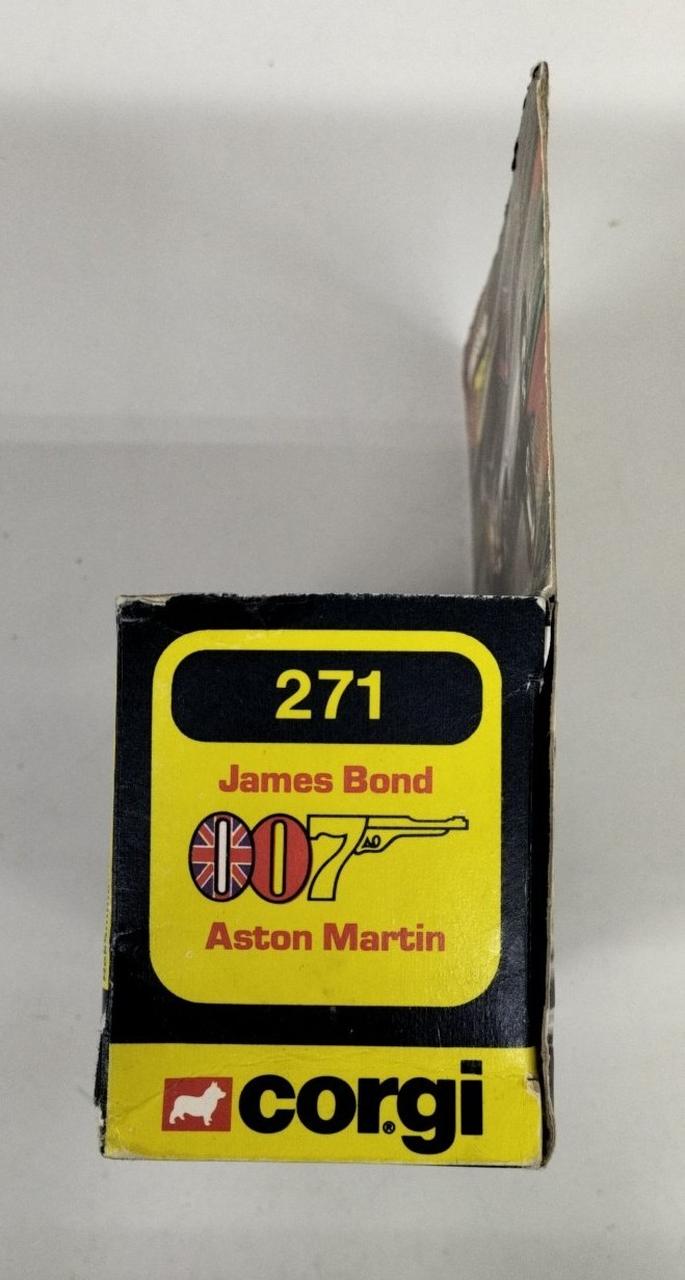 271
James Bond
007
Aston Martin
corgi®